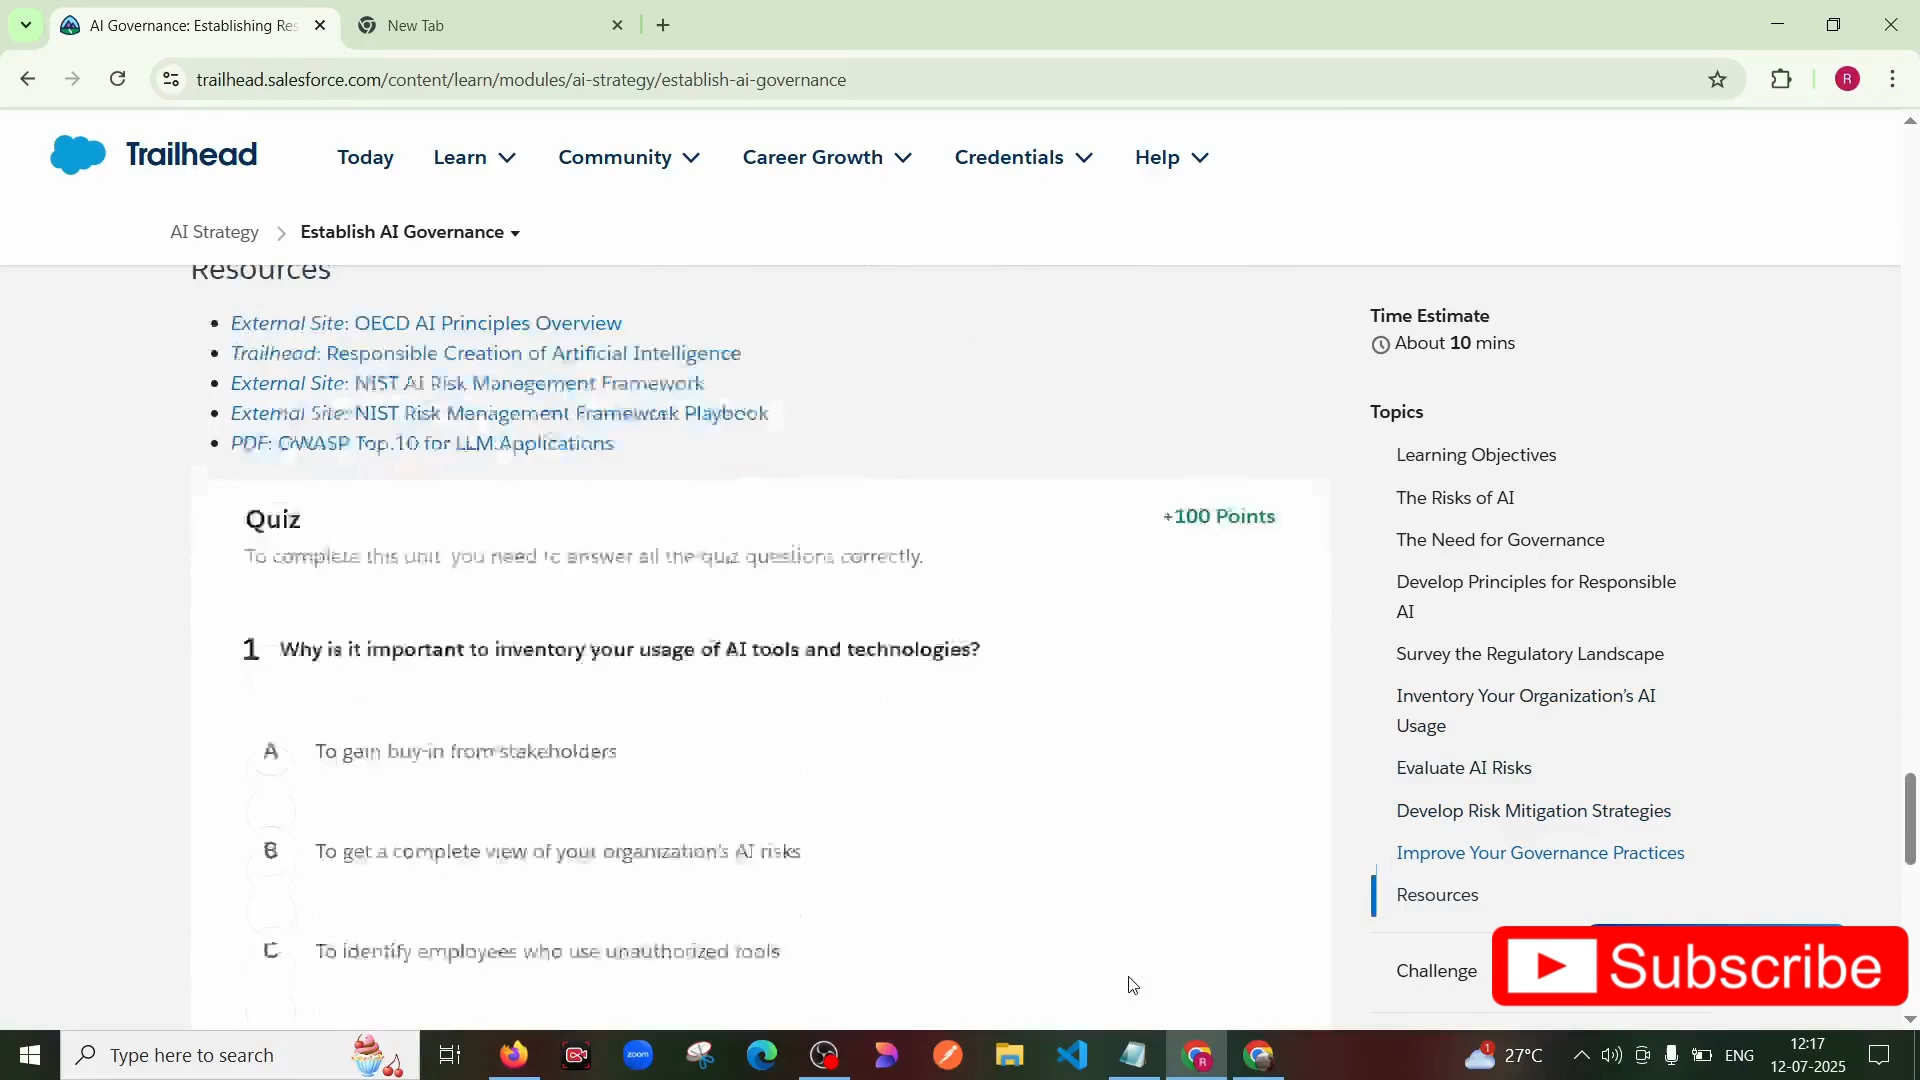 AI Governance: Establishing Res
New Tab
trailhead.salesforce.com/content/learn/modules/ai-strategy/establish-ai-governance
R
Trailhead
Today
Learn
Community
Career Growth
Credentials
Help
AI Strategy
Establish AI Governance
Resources
External Site: OECD AI Principles Overview
Trailhead: Responsible Creation of Artificial Intelligence
External Site: NIST AI Risk Management Framework
External Site: NIST Risk Management Framework Playbook
PDF: OWASP Top 10 for LLM Applications
Quiz
+100 Points
To complete this unit, you need to answer all the quiz questions correctly.
1 Why is it important to inventory your usage of AI tools and technologies?
A To gain buy-in from stakeholders
B To get a complete view of your organization's AI risks
C To identify employees who use unauthorized tools
Time Estimate
About 10 mins
Topics
Learning Objectives
The Risks of AI
The Need for Governance
Develop Principles for Responsible
AI
Survey the Regulatory Landscape
Inventory Your Organization's AI
Usage
Evaluate AI Risks
Develop Risk Mitigation Strategies
Improve Your Governance Practices
Resources
Challenge
Subscribe
Type here to search
zoom
R
1
27°C
ENG
12:17
12-07-2025